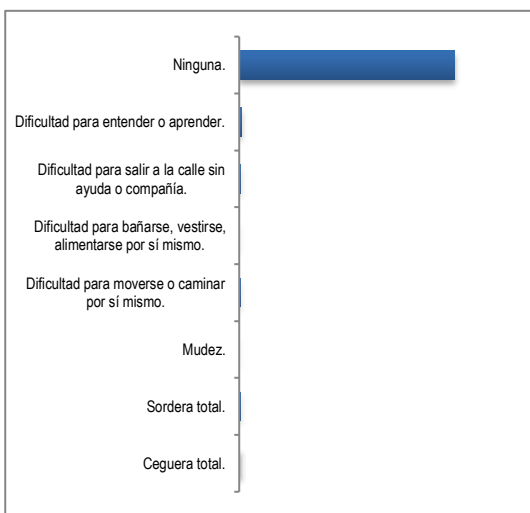 Ninguna.
Dificultad para entender o aprender.
Dificultad para salir a la calle sin
ayuda o compañía.
Dificultad para bañarse, vestirse,
alimentarse por sí mismo.
Dificultad para moverse o caminar
por sí mismo.
Mudez.
Sordera total.
Ceguera total.